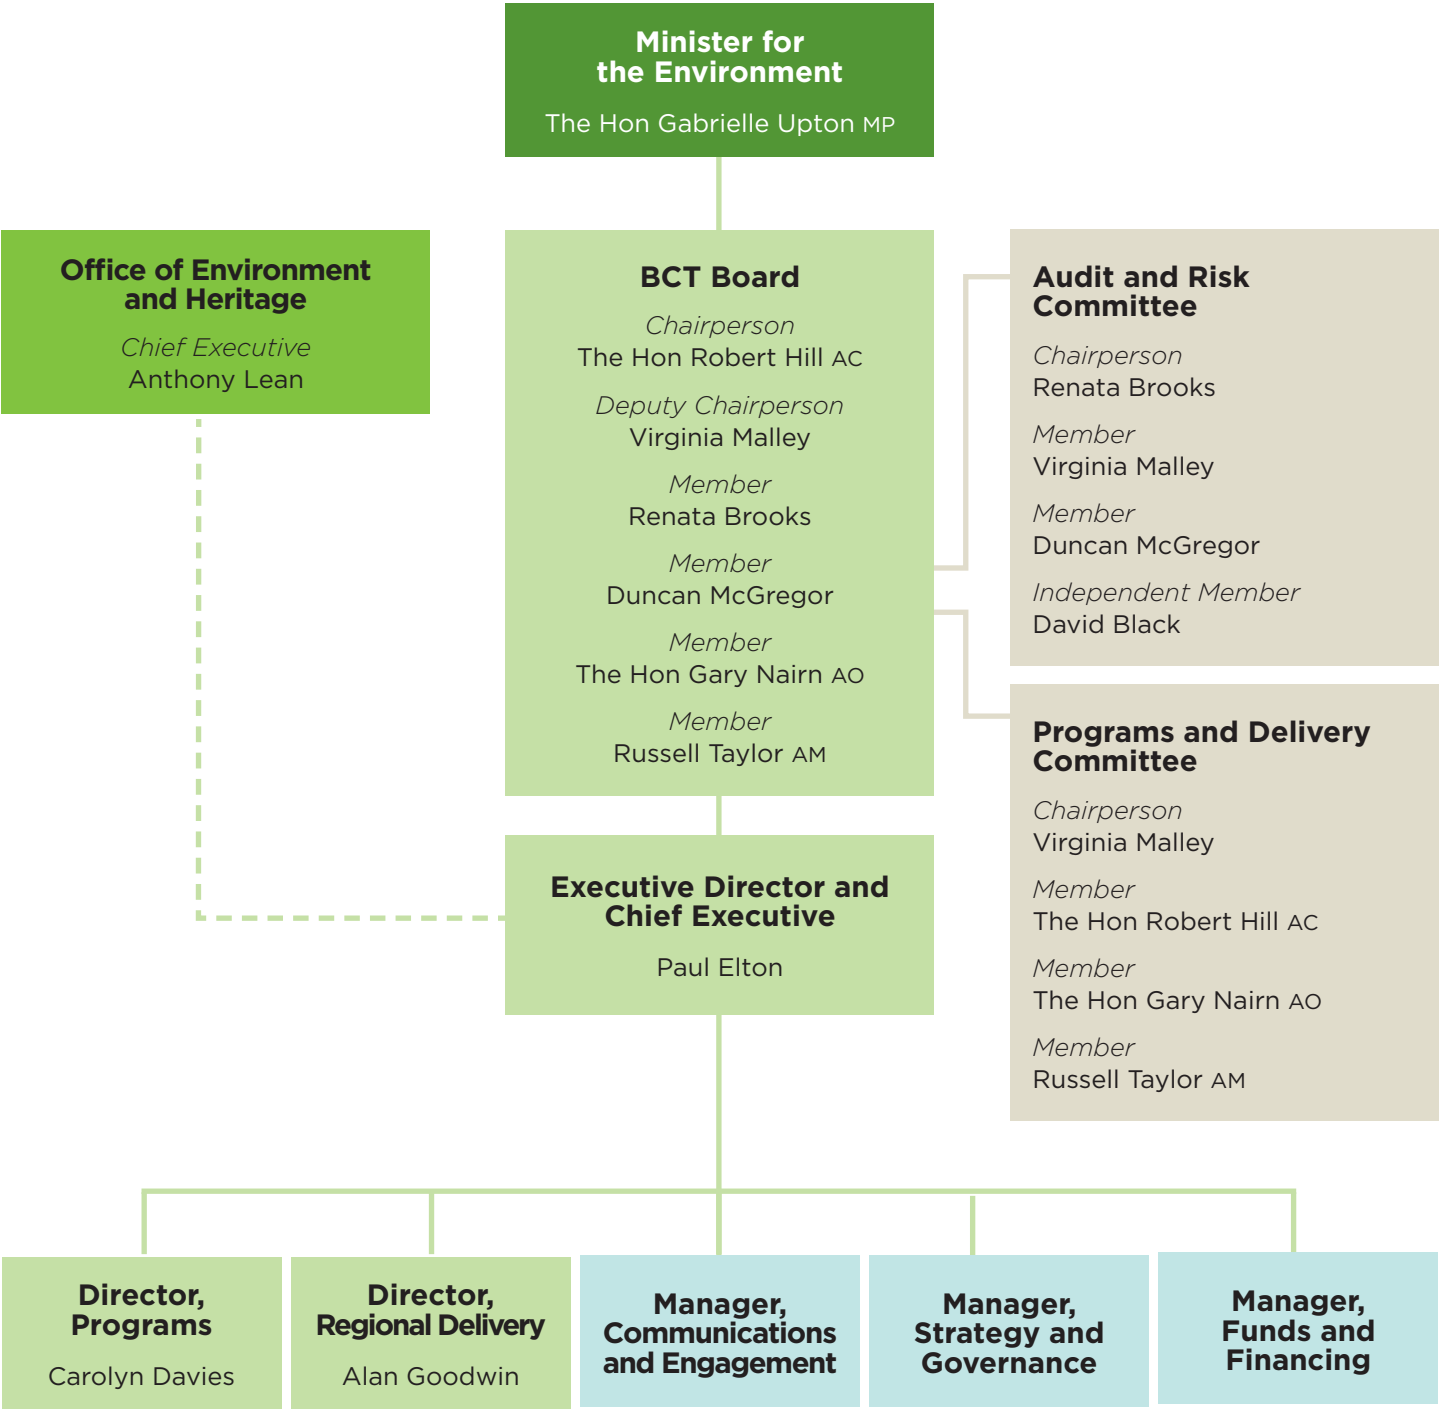 Minister for
the Environment
The Hon Gabrielle Upton MP
Office of Environment
and Heritage
Chief Executive
Anthony Lean
BCT Board
Chairperson
The Hon Robert Hill AC
Deputy Chairperson
Virginia Malley
Member
Renata Brooks
Member
Duncan McGregor
Member
The Hon Gary Nairn AO
Member
Russell Taylor AM
Audit and Risk
Committee
Chairperson
Renata Brooks
Member
Virginia Malley
Member
Duncan McGregor
Independent Member
David Black
Programs and Delivery
Committee
Chairperson
Virginia Malley
Member
The Hon Robert Hill AC
Member
The Hon Gary Nairn AO
Member
Russell Taylor AM
Executive Director and
Chief Executive
Paul Elton
Director,
Programs
Carolyn Davies
Director,
Regional Delivery
Alan Goodwin
Manager,
Communications
and Engagement
Manager,
Strategy and
Governance
Manager,
Funds and
Financing